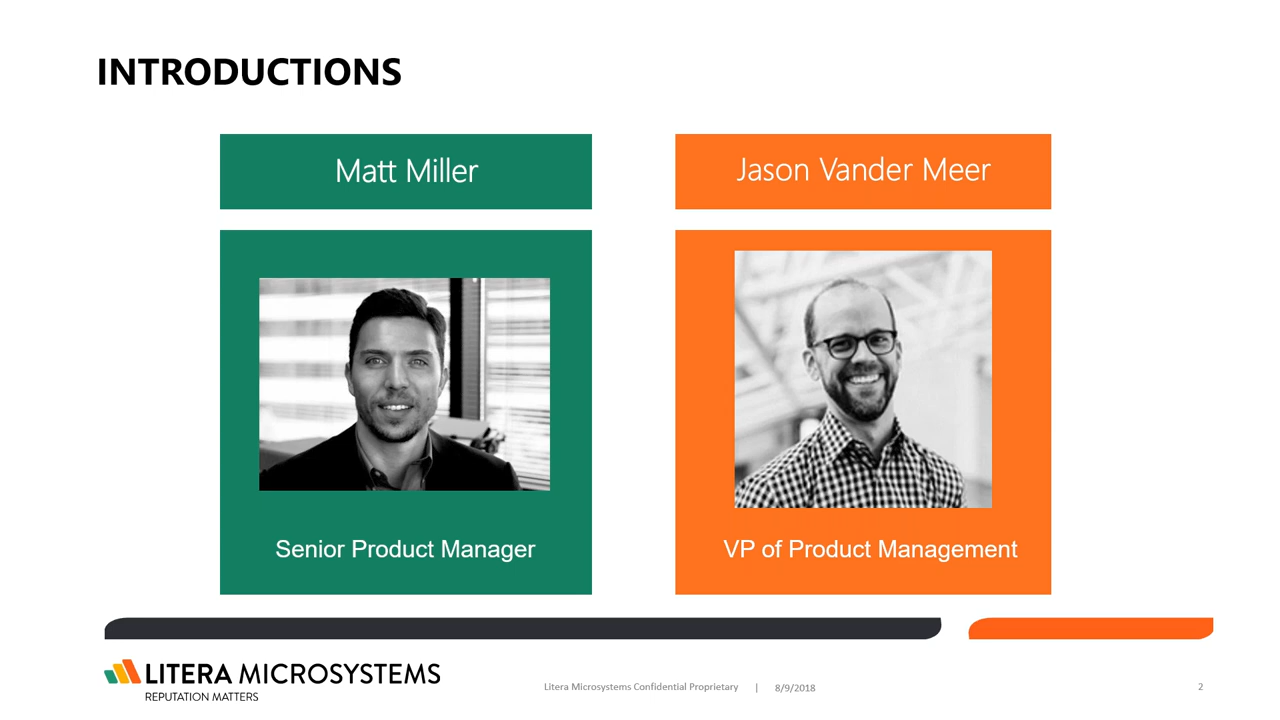 INTRODUCTIONS
Matt Miller
Jason Vander Meer
Senior Product Manager
VP of Product Management
LITERA MICROSYSTEMS
REPUTATION MATTERS
Litera Microsystems Confidential Proprietary | 8/9/2018
2